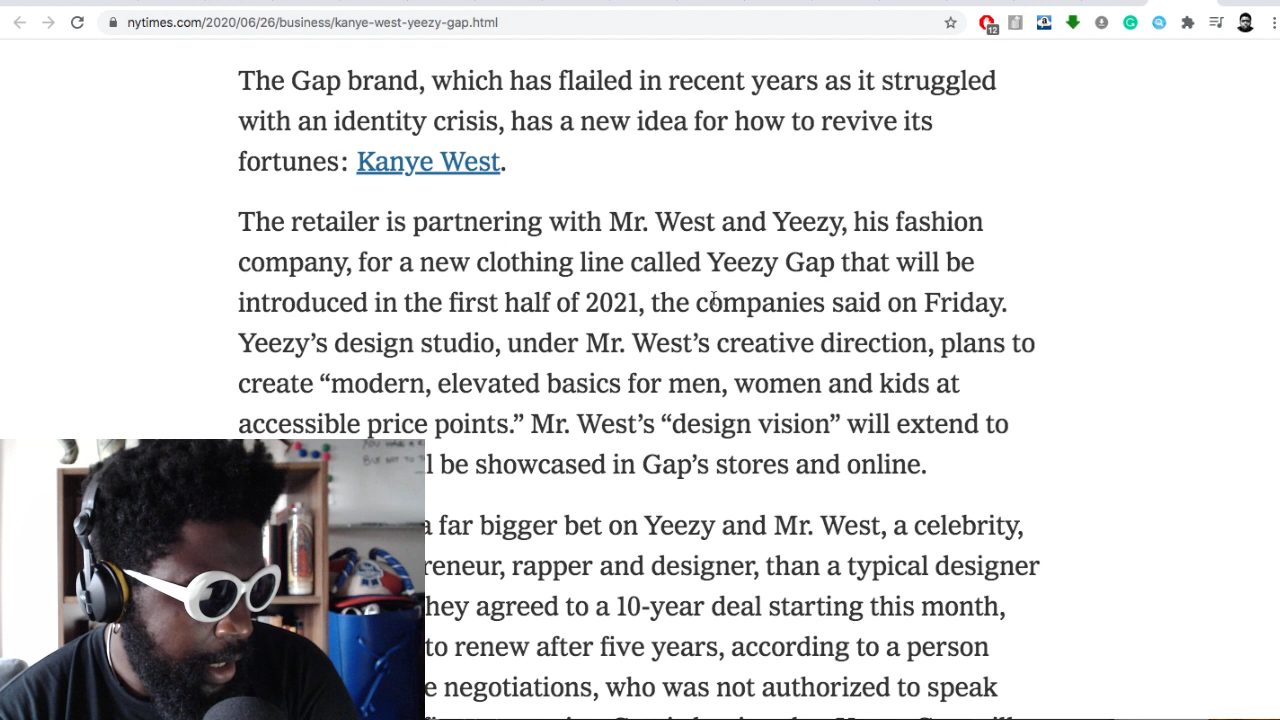 nytimes.com/2020/06/26/business/kanye-west-yeezy-gap.html
12
The Gap brand, which has flailed in recent years as it struggled
with an identity crisis, has a new idea for how to revive its
fortunes: Kanye West.
The retailer is partnering with Mr. West and Yeezy, his fashion
company, for a new clothing line called Yeezy Gap that will be
introduced in the first half of 2021, the companies said on Friday.
Yeezy’s design studio, under Mr. West’s creative direction, plans to
create “modern, elevated basics for men, women and kids at
accessible price points.” Mr. West’s “design vision” will extend to
l be showcased in Gap’s stores and online.
a far bigger bet on Yeezy and Mr. West, a celebrity,
reneur, rapper and designer, than a typical designer
hey agreed to a 10-year deal starting this month,
to renew after five years, according to a person
e negotiations, who was not authorized to speak